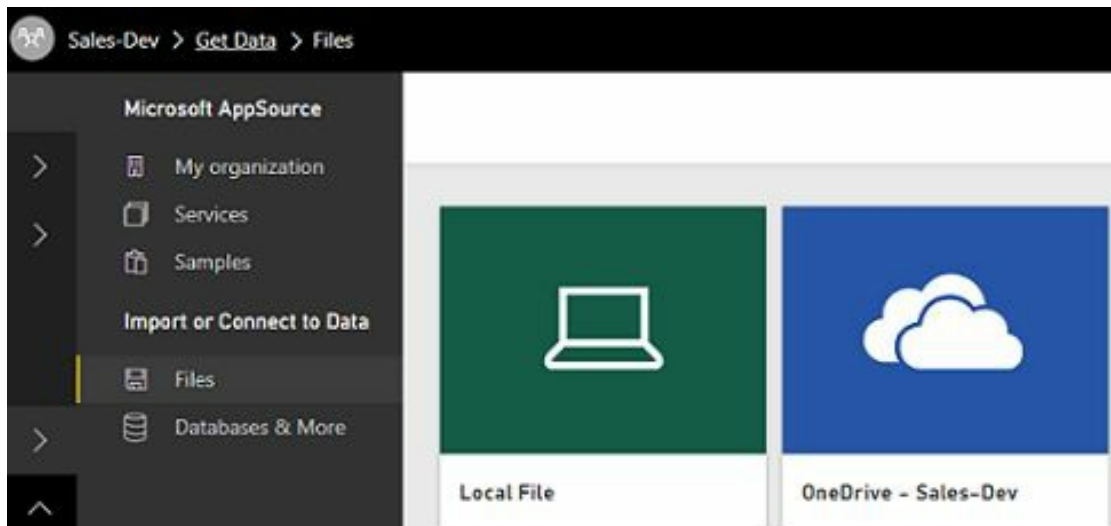 Sales-Dev > Get Data > Files
Microsoft AppSource
My organization
Services
Samples
Import or Connect to Data
Files
Databases & More
Local File
OneDrive - Sales-Dev